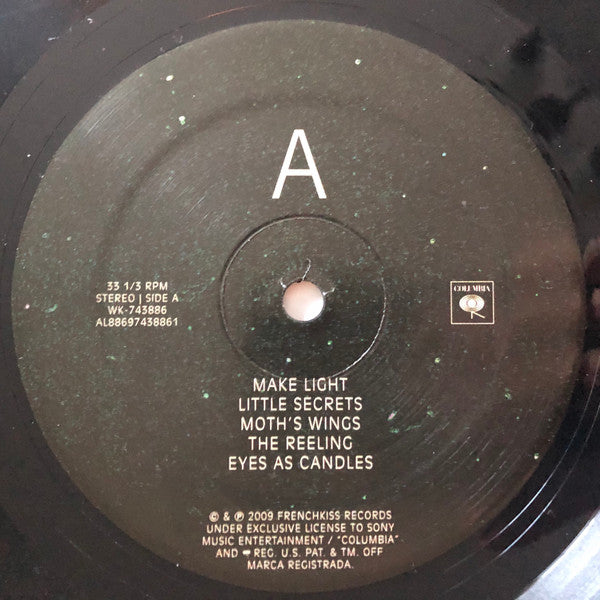 A
33 1/3 RPM
STEREO | SIDE A
WK-743886
AL88697438861
COLUMBIA
MAKE LIGHT
LITTLE SECRETS
MOTH'S WINGS
THE REELING
EYES AS CANDLES
© & ℗ 2009 FRENCHKISS RECORDS
UNDER EXCLUSIVE LICENSE TO SONY
MUSIC ENTERTAINMENT / "COLUMBIA"
AND REG. U.S. PAT. & TM. OFF
MARCA REGISTRADA.